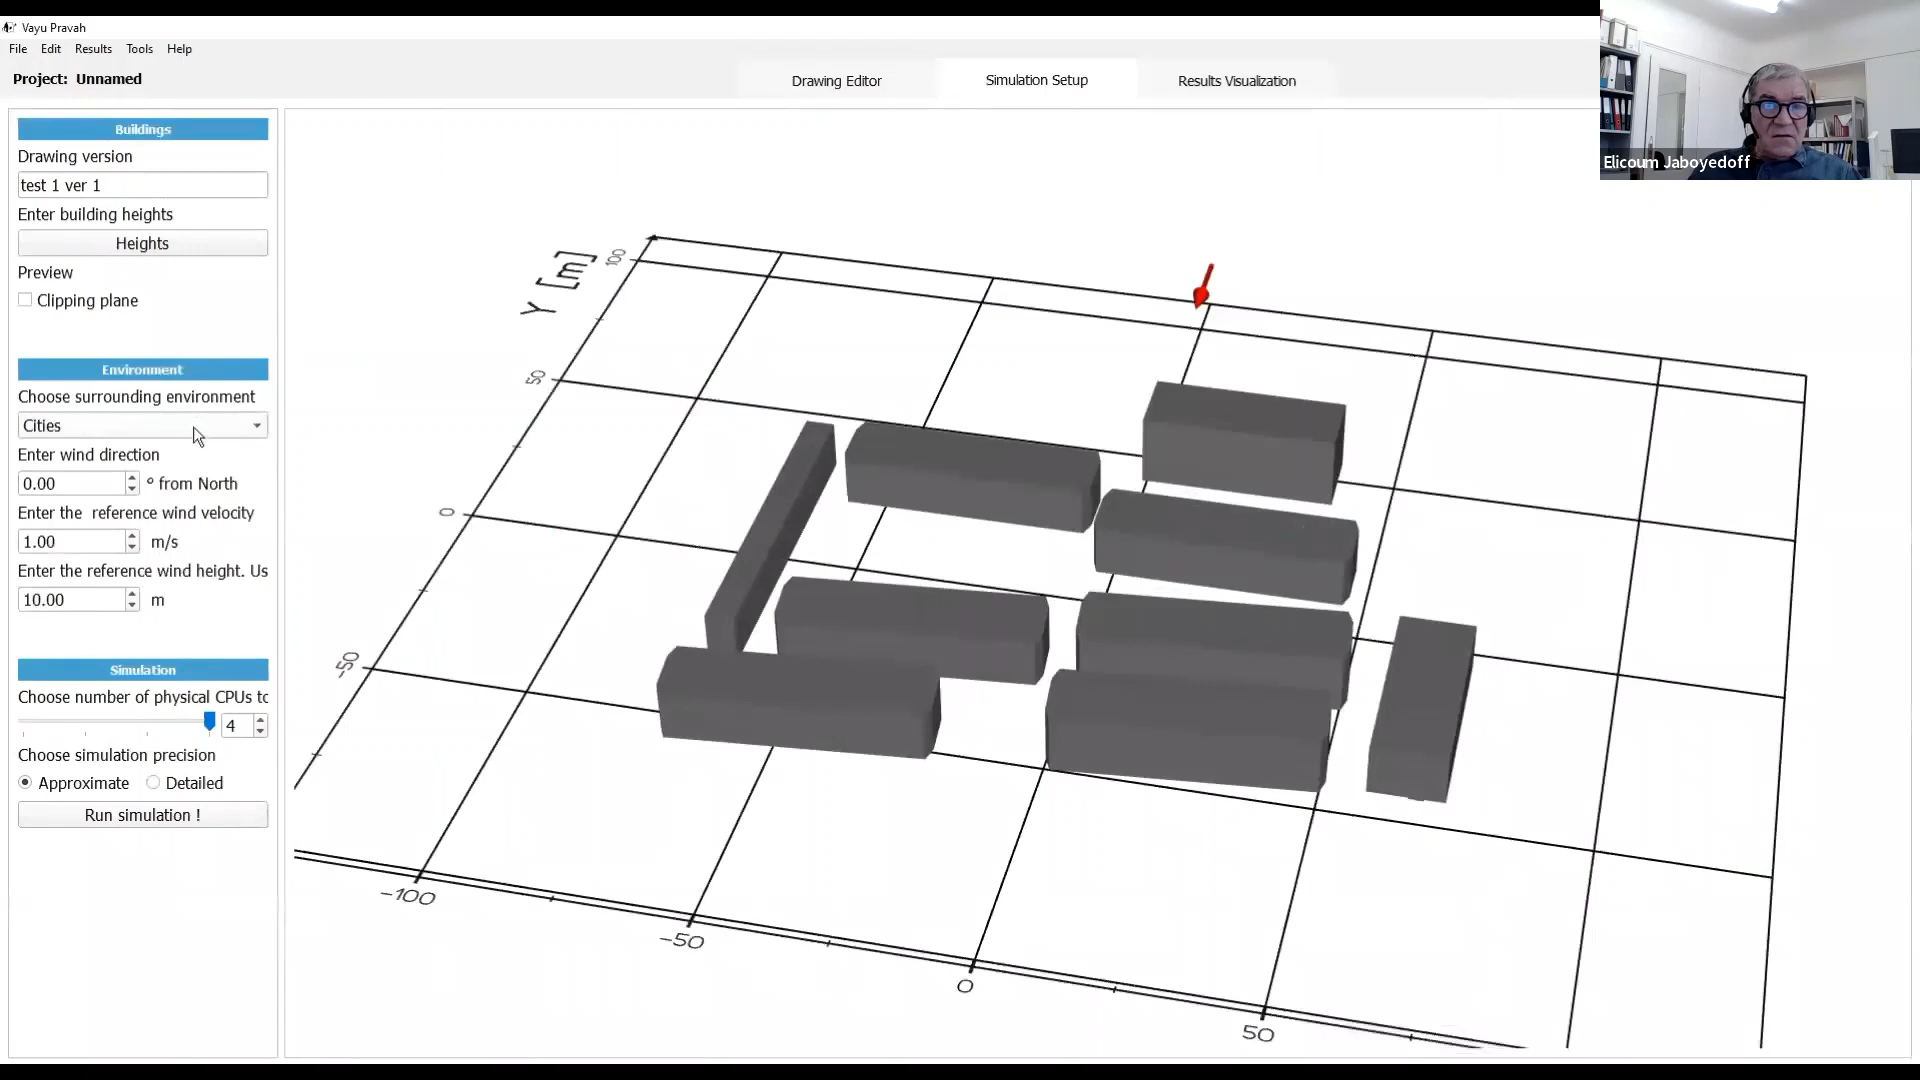 Vayu Pravah
File Edit Results Tools Help
Project: Unnamed
Drawing Editor
Simulation Setup
Results Visualization
Elicoum Jaboyedoff
Buildings
Drawing version
test 1 ver 1
Enter building heights
Heights
Preview
Clipping plane
Environment
Choose surrounding environment
Cities
Enter wind direction
0.00 ° from North
Enter the reference wind velocity
1.00 m/s
Enter the reference wind height. Us
10.00 m
Simulation
Choose number of physical CPUs to
4
Choose simulation precision
Approximate Detailed
Run simulation !
Y [m]
100
50
0
-50
-100
-50
0
50